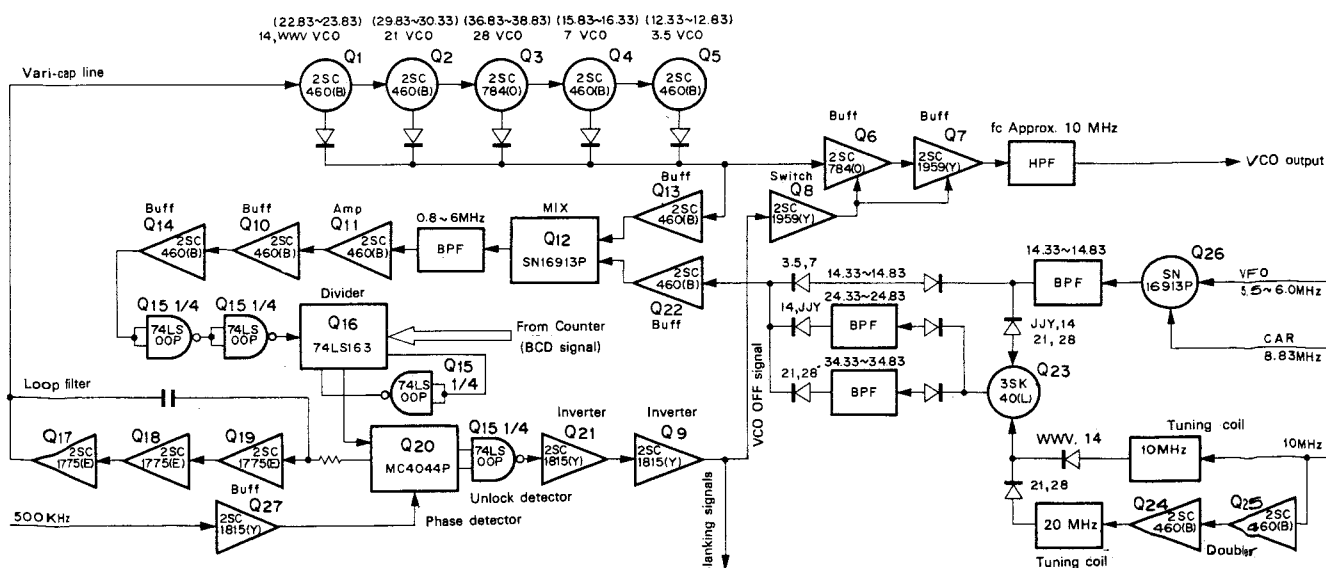 (22.83~23.83) (29.83~30.33) (36.83~38.83) (15.83~16.33) (12.33~12.83)
14,WWV VCO 21 VCO 28 VCO 7 VCO 3.5 VCO
Q1 Q2 Q3 Q4 Q5
Vari-cap line
2SC 460(B)
2SC 460(B)
2SC 784(O)
2SC 460(B)
2SC 460(B)
Buff
Q6
2SC 784(O)
Buff
Q7
2SC 1959(Y)
fc Approx. 10 MHz
HPF
VCO output
Switch
Q8
2SC 1959(Y)
Buff
Q13
2SC 460(B)
MIX
Q12
SN16913P
0.8~6MHz
BPF
Amp
Q11
2SC 460(B)
Buff
Q10
2SC 460(B)
Buff
Q14
2SC 460(B)
2SC 460(B)
Q22
Buff
3.5,7
14.33~14.83
14.33~14.83
BPF
Q26
SN 16913P
VFO
5.5~6.0MHz
CAR
8.83MHz
24.33~24.83
14,JJY
BPF
34.33~34.83
21,28
BPF
JJY,14
21,28
Q23
3SK 40(L)
Q15 1/4
74LS 00P
Q15 1/4
74LS 00P
Divider
Q16
74LS163
From Counter
(BCD signal)
Q15
1/4
74LS 00P
VCO OFF signal
Loop filter
Q17
2SC 1775(E)
Q18
2SC 1775(E)
Q19
2SC 1775(E)
Q20
MC4044P
Q15 1/4
74LS 00P
Inverter
Q21
2SC 1815(Y)
Inverter
Q9
2SC 1815(Y)
Unlock detector
Phase detector
Buff
Q27
500KHz
2SC 1815(Y)
lanking signals
WWV, 14
Tuning coil
10MHz
10MHz
21,28
20 MHz
Tuning coil
Q24
2SC 460(B)
Doubler
Q25
2SC 460(B)